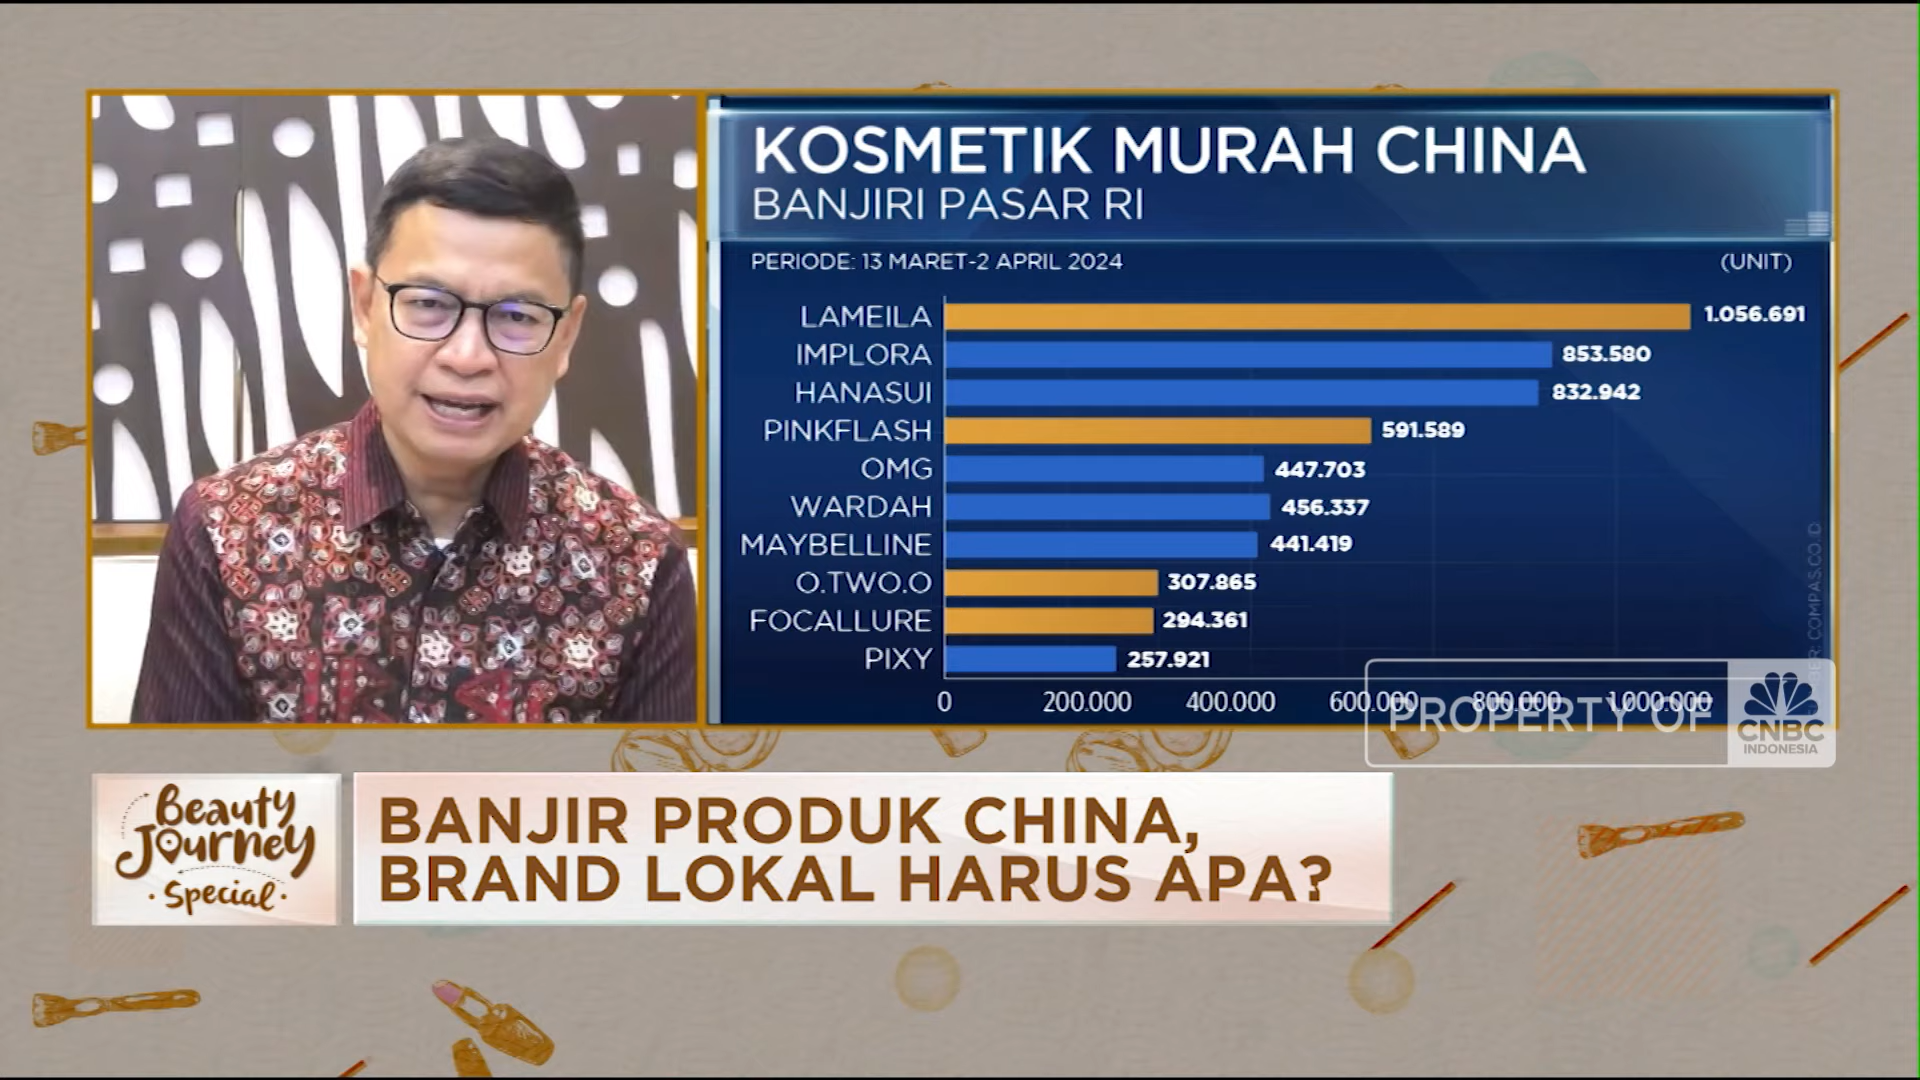 KOSMETIK MURAH CHINA
BANJIRI PASAR RI
PERIODE: 13 MARET-2 APRIL 2024
(UNIT)
LAMEILA 1.056.691
IMPLORA 853.580
HANASUI 832.942
PINKFLASH 591.589
OMG 447.703
WARDAH 456.337
MAYBELLINE 441.419
O.TWO.O 307.865
FOCALLURE 294.361
PIXY 257.921
0 200.000 400.000 600.000 800.000 1.000.000
COMPAS.CO.ID
PROPERTY OF
CNBC
INDONESIA
Beauty
Journey
Special
BANJIR PRODUK CHINA,
BRAND LOKAL HARUS APA?